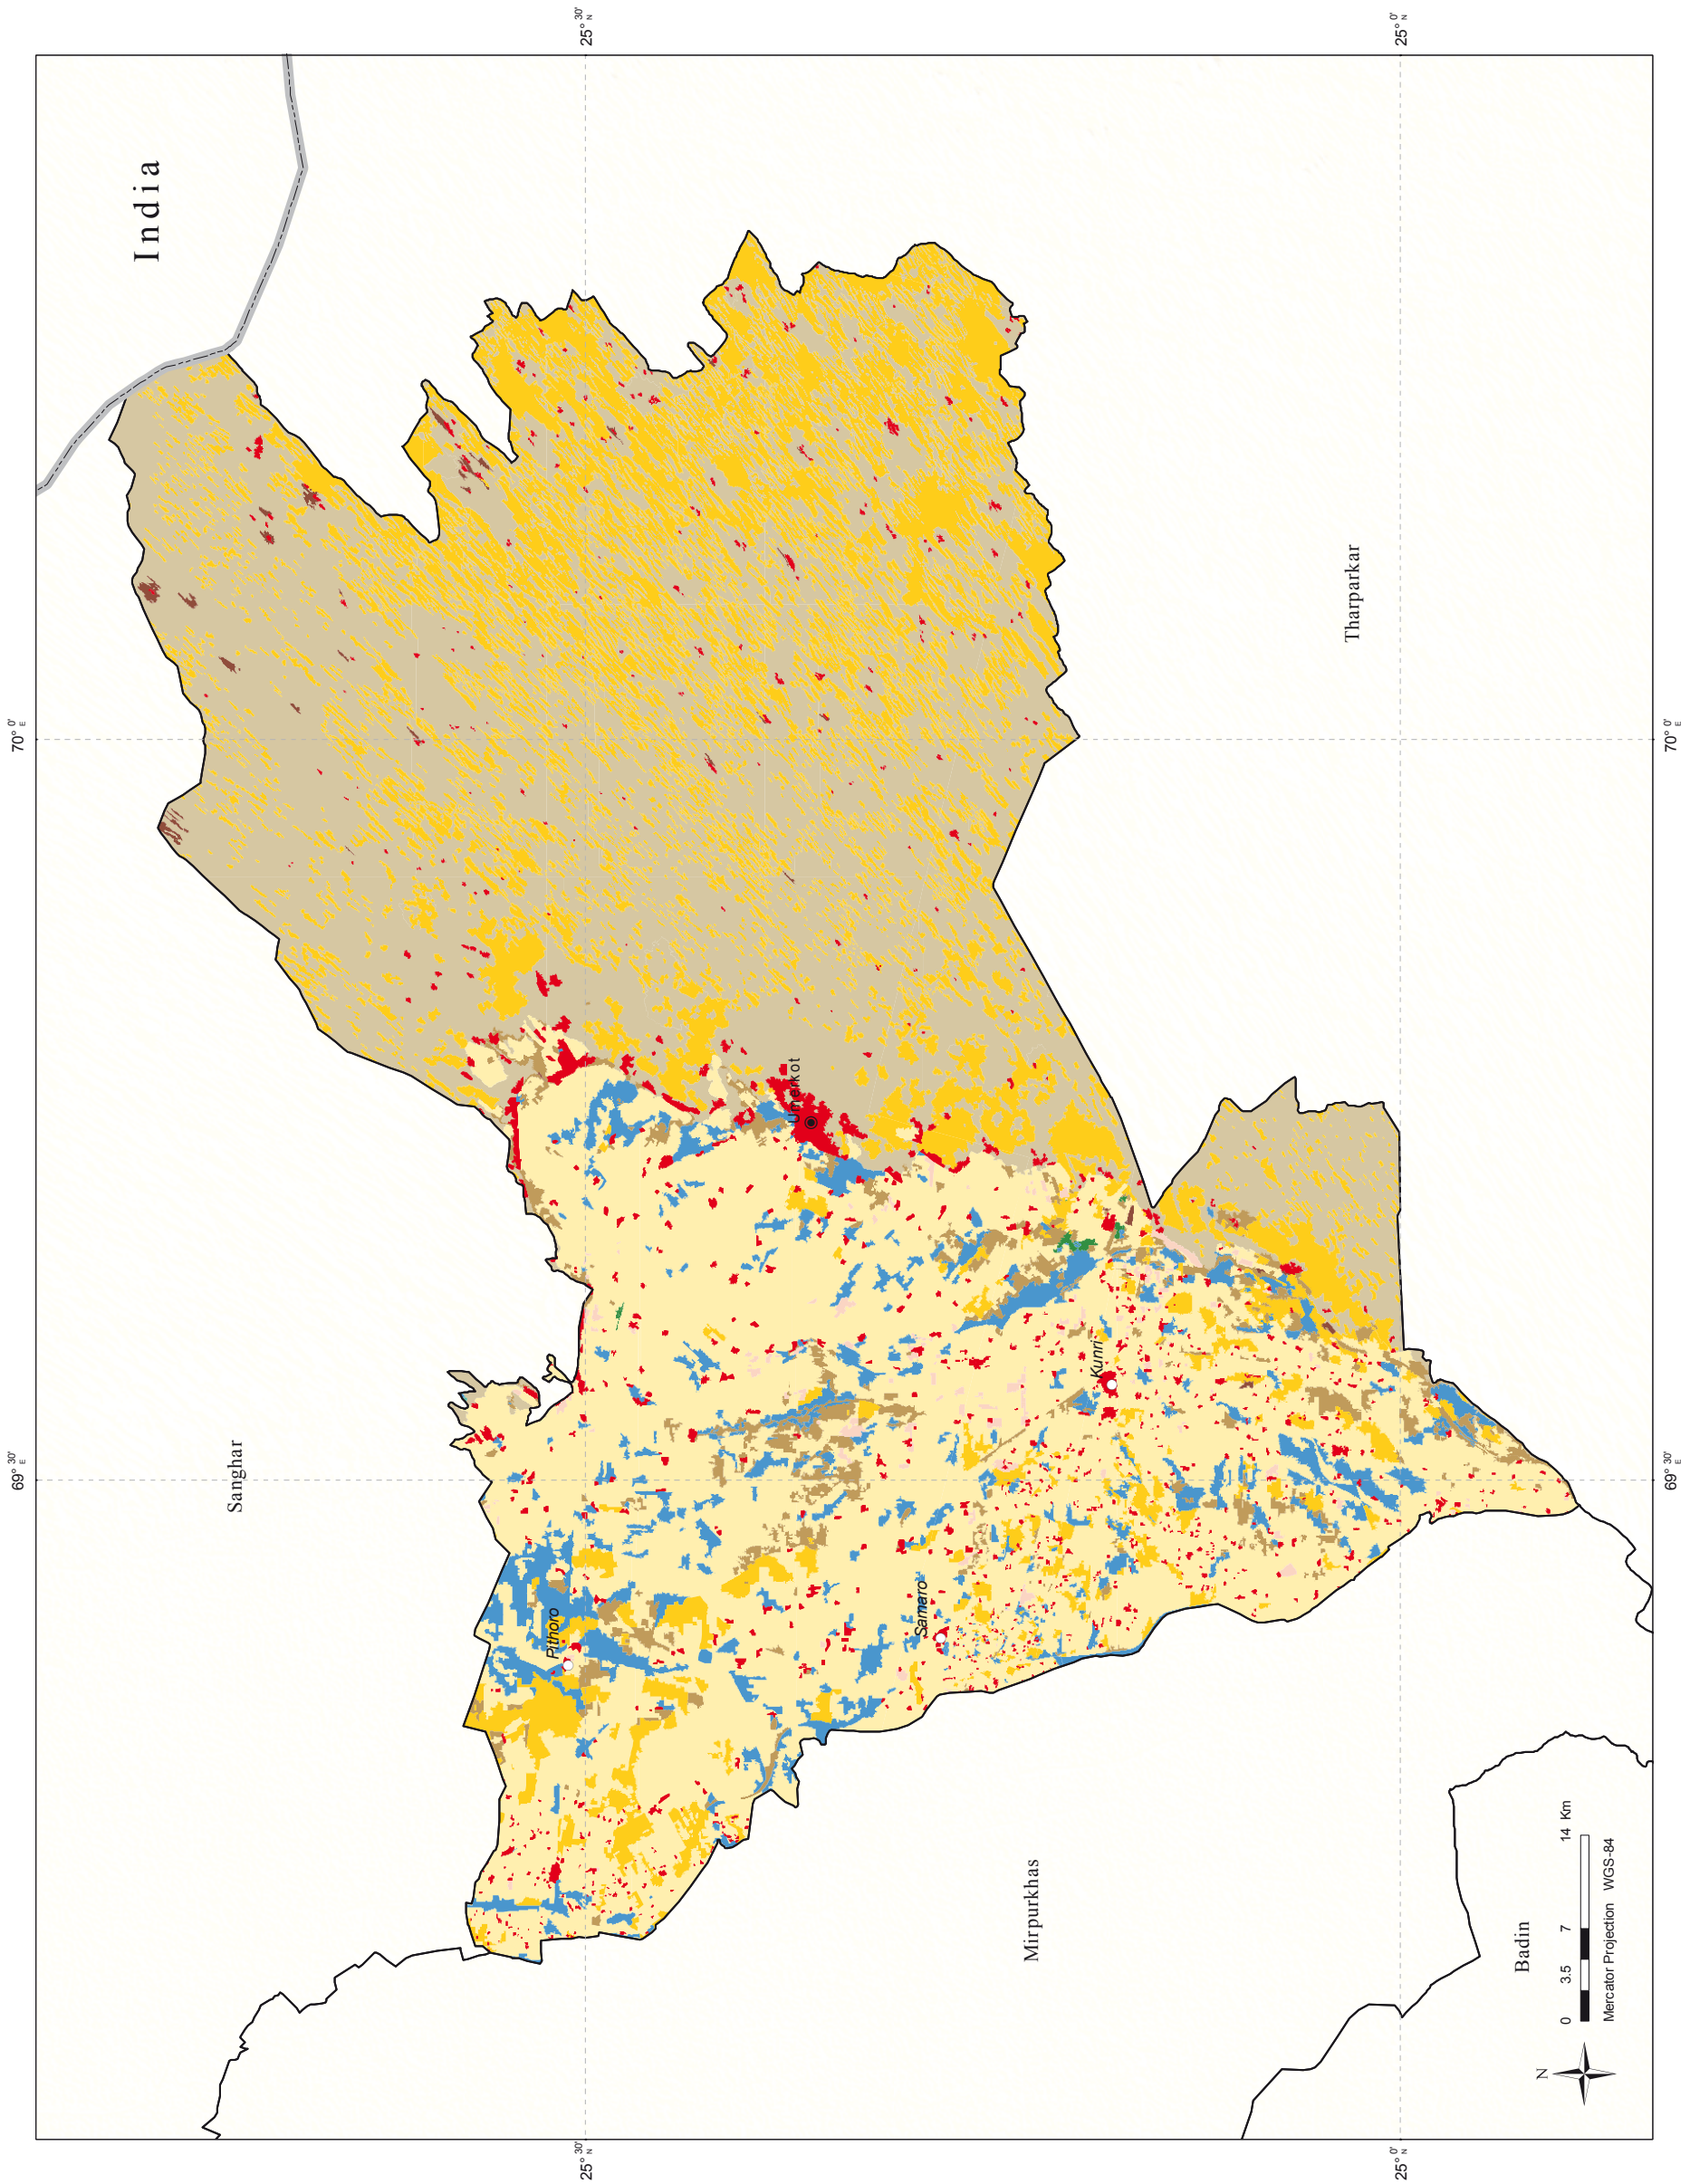 69° 30'
E
70° 0'
E
25° 30'
N
25° 30'
N
25° 0'
N
25° 0'
N
69° 30'
E
70° 0'
E
India
Sanghar
Pithoro
Umerkot
Samaro
Kunri
Tharparkar
Mirpurkhas
Badin
N
0 3.5 7 14 Km
Mercator Projection WGS-84